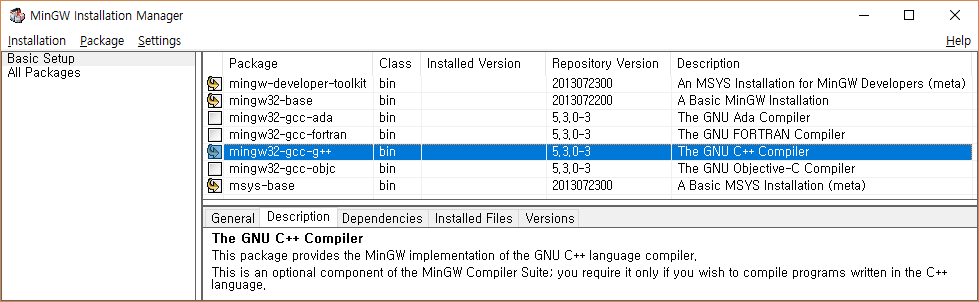 MinGW Installation Manager
Installation Package Settings Help
Basic Setup
All Packages
Package Class Installed Version Repository Version Description
mingw-developer-toolkit bin 2013072300 An MSYS Installation for MinGW Developers (meta)
mingw32-base bin 2013072200 A Basic MinGW Installation
mingw32-gcc-ada bin 5.3.0-3 The GNU Ada Compiler
mingw32-gcc-fortran bin 5.3.0-3 The GNU FORTRAN Compiler
mingw32-gcc-g++ bin 5.3.0-3 The GNU C++ Compiler
mingw32-gcc-objc bin 5.3.0-3 The GNU Objective-C Compiler
msys-base bin 2013072300 A Basic MSYS Installation (meta)
General Description Dependencies Installed Files Versions
The GNU C++ Compiler
This package provides the MinGW implementation of the GNU C++ language compiler.
This is an optional component of the MinGW Compiler Suite; you require it only if you wish to compile programs written in the C++
language.